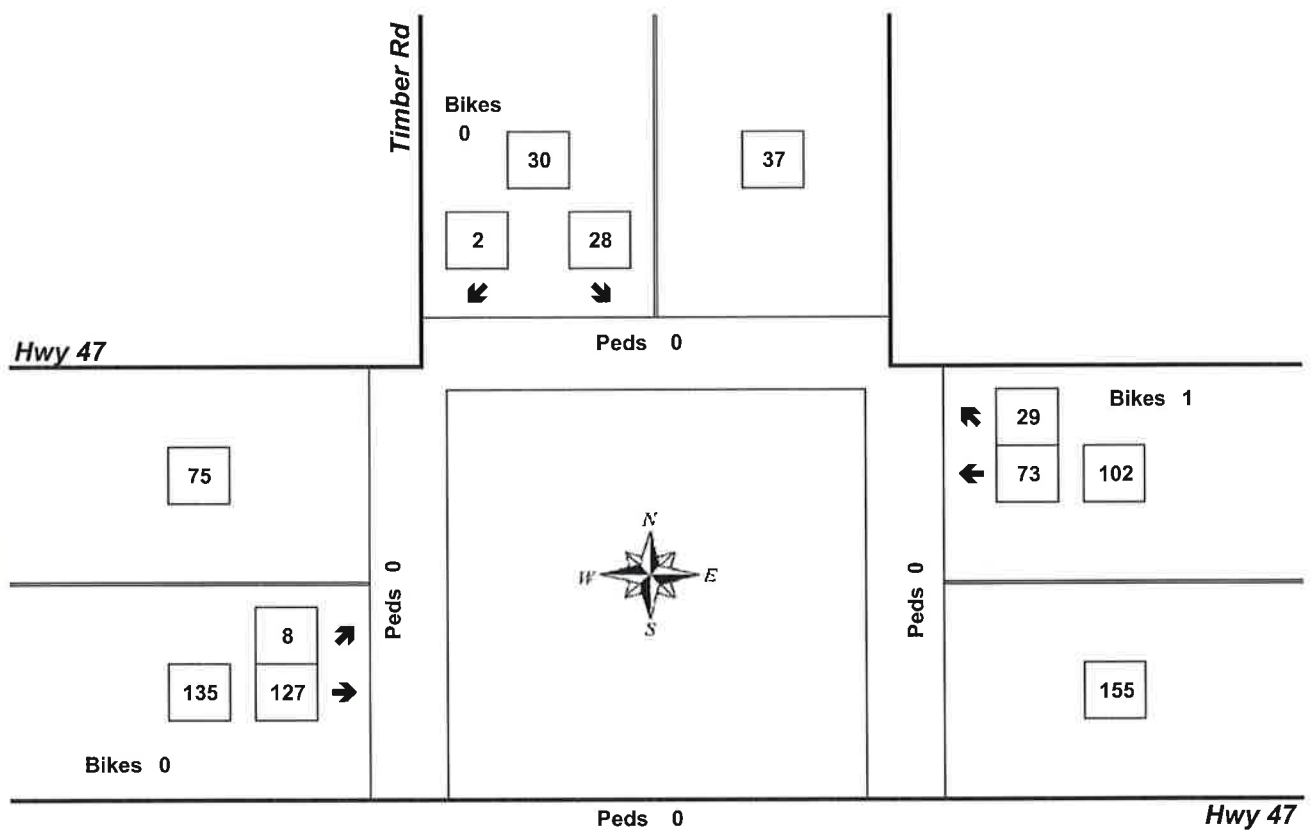 Timber Rd
Bikes
0
30
37
2
28
Peds 0
Hwy 47
Bikes 1
29
75
73
102
N
W
E
S
Peds 0
Peds 0
8
135
127
155
Bikes 0
Peds 0
Hwy 47